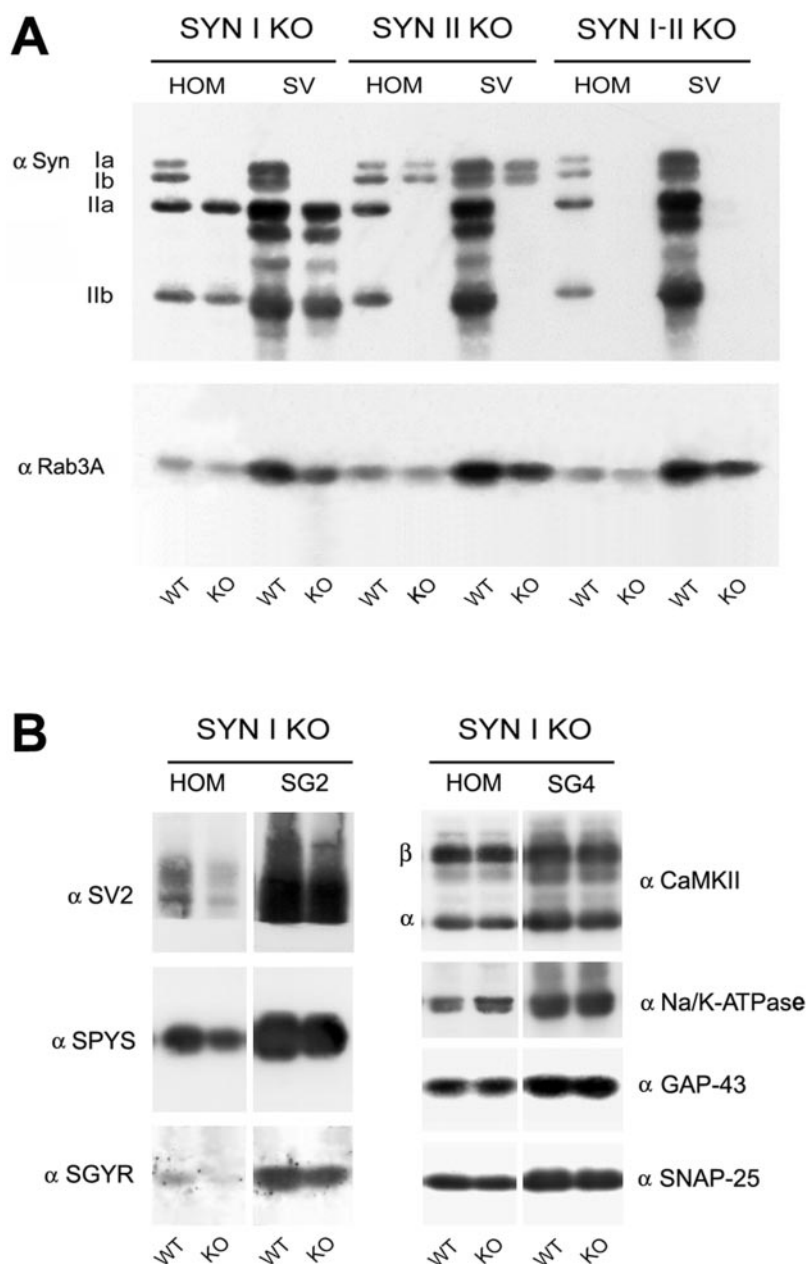 A
SYN I KO SYN II KO SYN I-II KO
HOM SV HOM SV HOM SV
α Syn Ia
Ib
IIa
IIb
α Rab3A
WT KO WT KO WT KO WT KO WT KO WT KO
B
SYN I KO SYN I KO
HOM SG2 HOM SG4
α SV2
β α CaMKII
α
α Na/K-ATPase
α SPYS
α GAP-43
α SGYR
α SNAP-25
WT KO WT KO WT KO WT KO